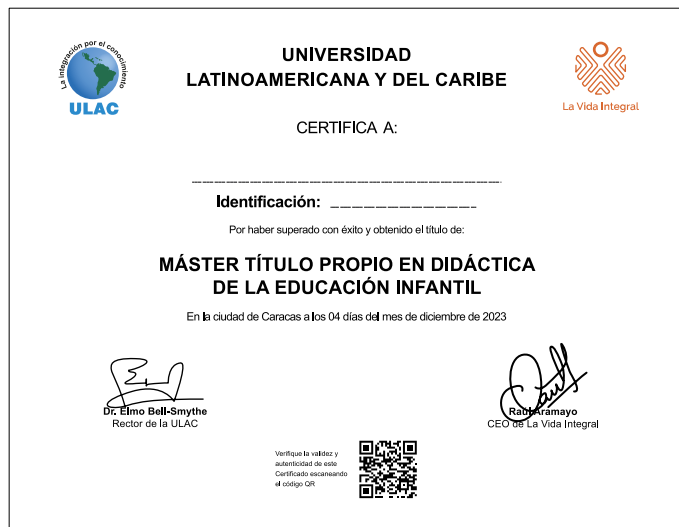 La integración por el conocimiento
ULAC
UNIVERSIDAD
LATINOAMERICANA Y DEL CARIBE
La Vida Integral
CERTIFICA A:
Identificación:
Por haber superado con éxito y obtenido el título de:
MÁSTER TÍTULO PROPIO EN DIDÁCTICA
DE LA EDUCACIÓN INFANTIL
En la ciudad de Caracas a los 04 días del mes de diciembre de 2023
Dr. Elmo Bell-Smythe
Rector de la ULAC
Raúl Aramayo
CEO de La Vida Integral
Verifique la validez y
autenticidad de este
Certificado escaneando
el código QR